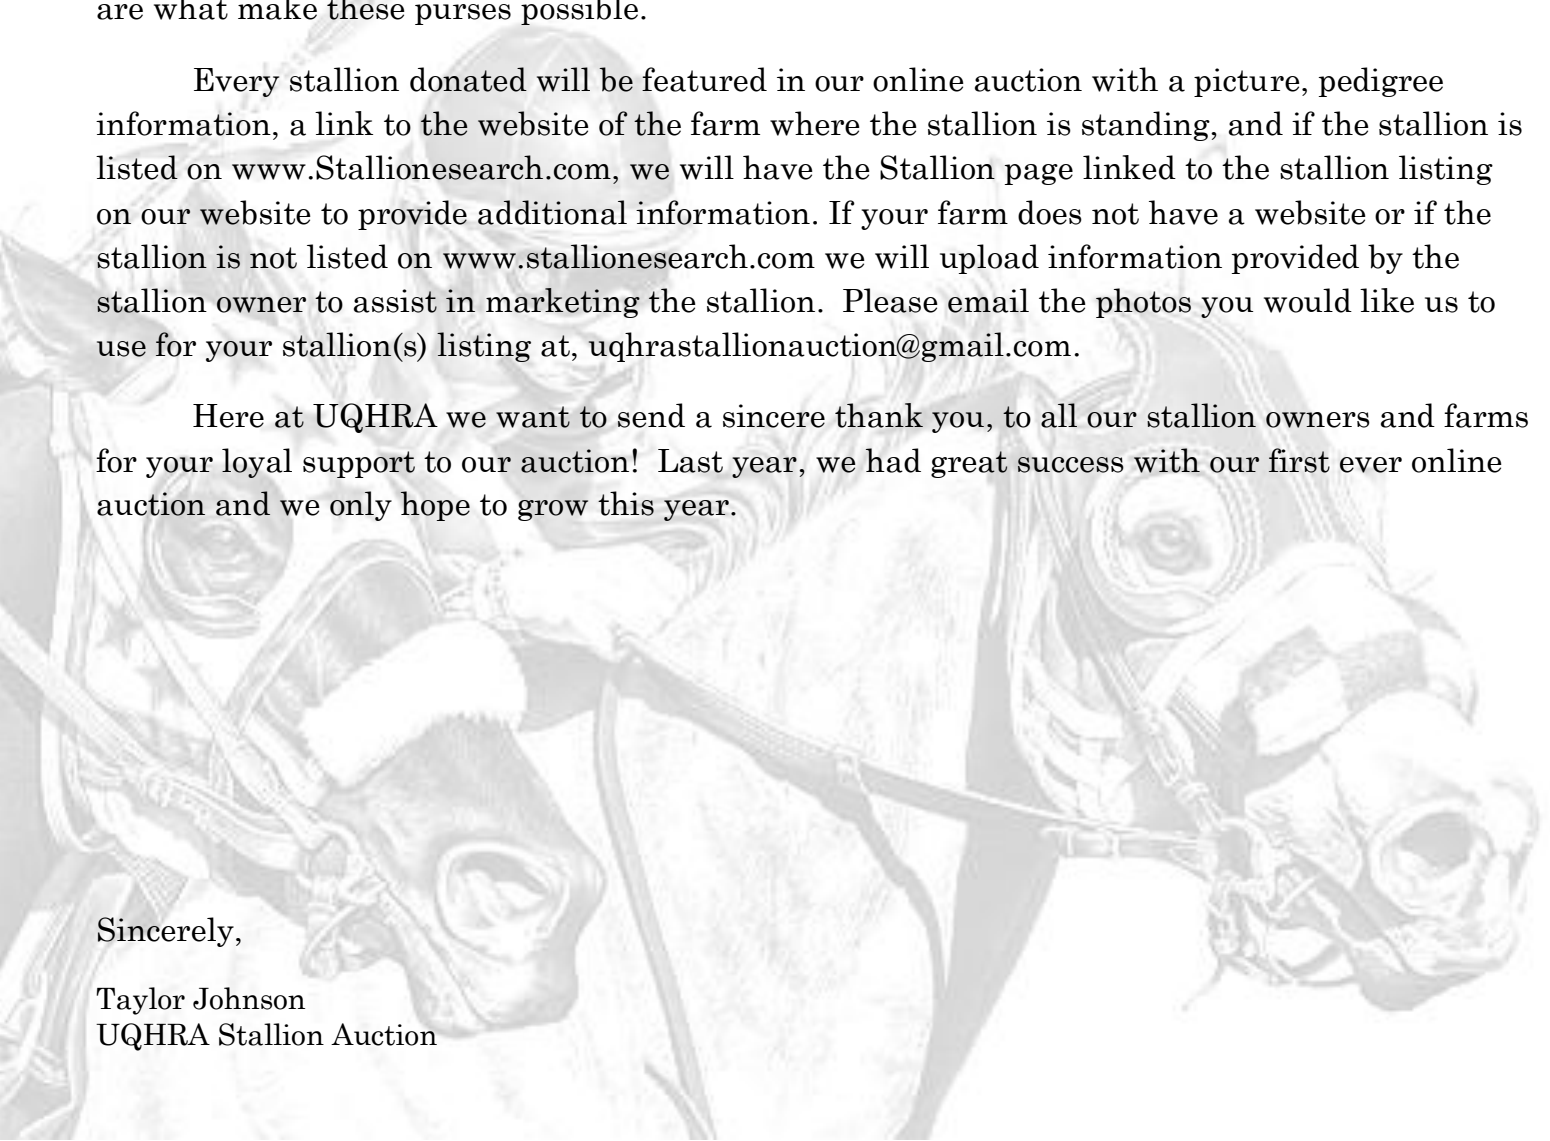 are what make these purses possible.
Every stallion donated will be featured in our online auction with a picture, pedigree
information, a link to the website of the farm where the stallion is standing, and if the stallion is
listed on www.Stallionesearch.com, we will have the Stallion page linked to the stallion listing
on our website to provide additional information. If your farm does not have a website or if the
stallion is not listed on www.stallionesearch.com we will upload information provided by the
stallion owner to assist in marketing the stallion.  Please email the photos you would like us to
use for your stallion(s) listing at, uqhrastallionauction@gmail.com.
Here at UQHRA we want to send a sincere thank you, to all our stallion owners and farms
for your loyal support to our auction!  Last year, we had great success with our first ever online
auction and we only hope to grow this year.
Sincerely,
Taylor Johnson
UQHRA Stallion Auction